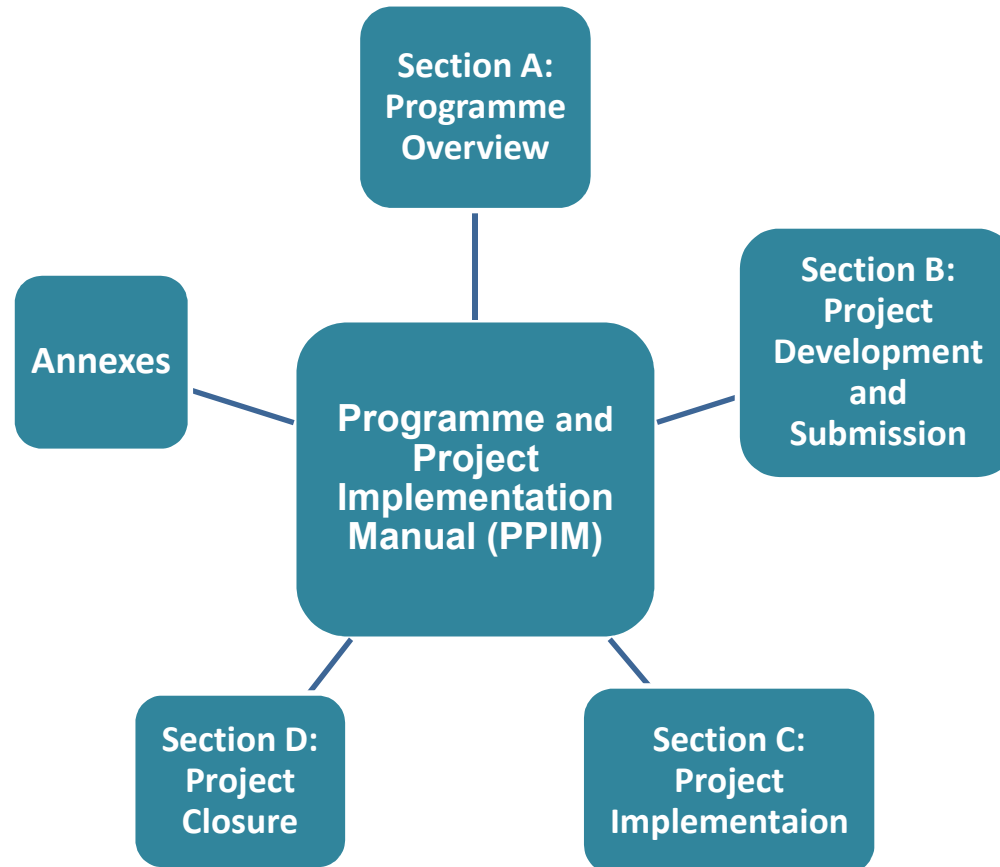 Section A:
Programme
Overview
Section B:
Project
Development
and
Submission
Annexes
Programme and
Project
Implementation
Manual (PPIM)
Section D:
Project
Closure
Section C:
Project
Implementaion